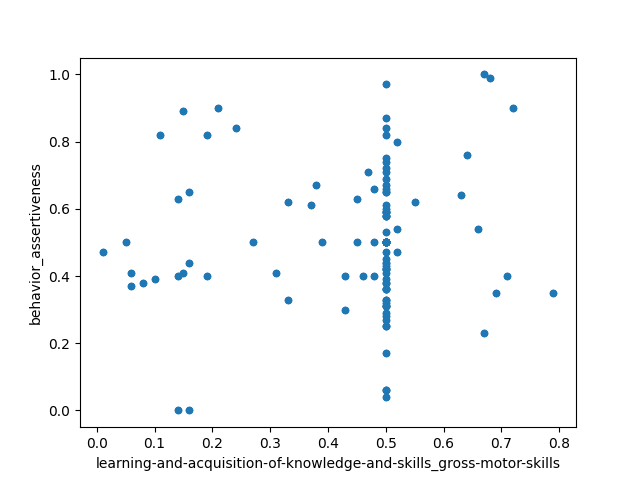 1.0
0.8
0.6
0.4
0.2
0.0
behavior_assertiveness
0.0 0.1 0.2 0.3 0.4 0.5 0.6 0.7 0.8
learning-and-acquisition-of-knowledge-and-skills_gross-motor-skills